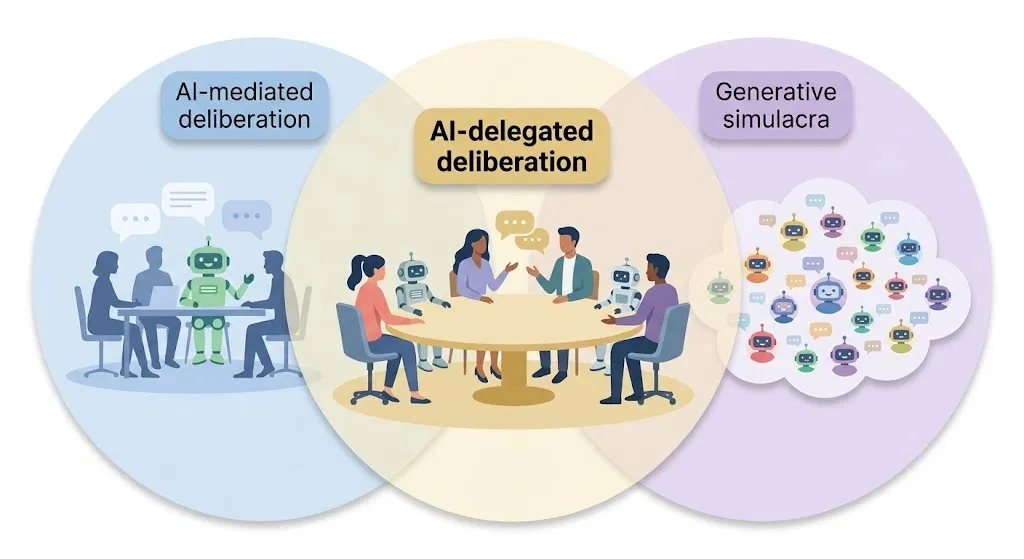 AI-mediated
deliberation
AI-delegated
deliberation
Generative
simulacra